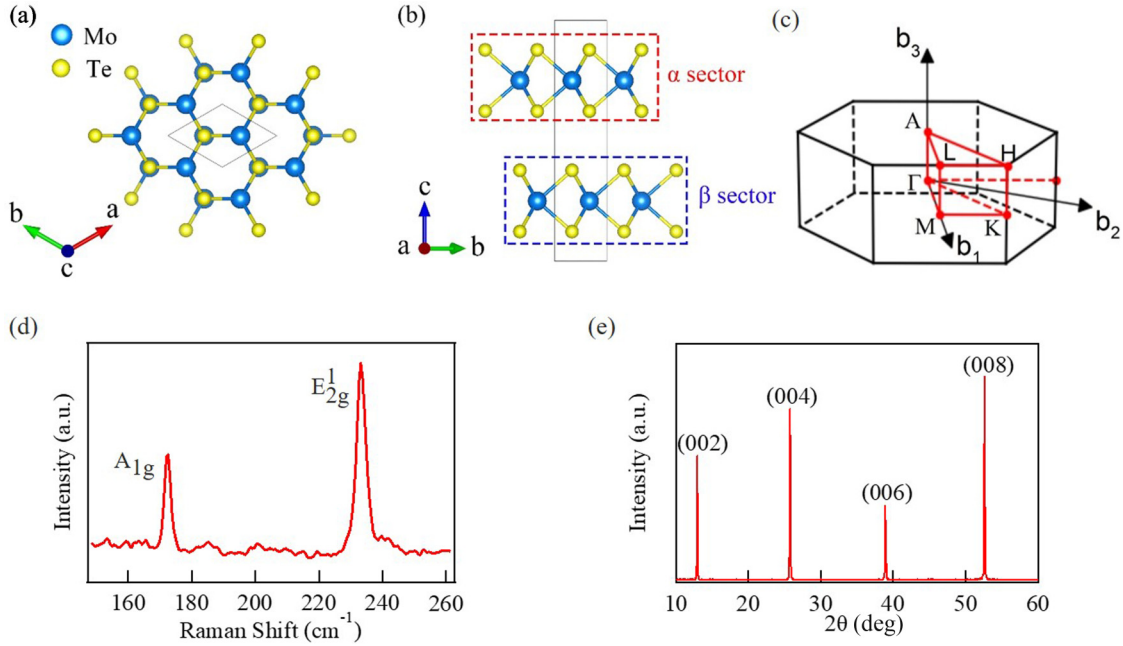 (a)
Mo
Te
b
a
c
(b)
α sector
β sector
c
a
b
(c)
b3
A
L
H
Γ
M
K
b2
b1
(d)
Intensity (a.u.)
A1g
E12g
160
180
200
220
240
260
Raman Shift (cm-1)
(e)
Intensity (a.u.)
(002)
(004)
(006)
(008)
10
20
30
40
50
60
2θ (deg)